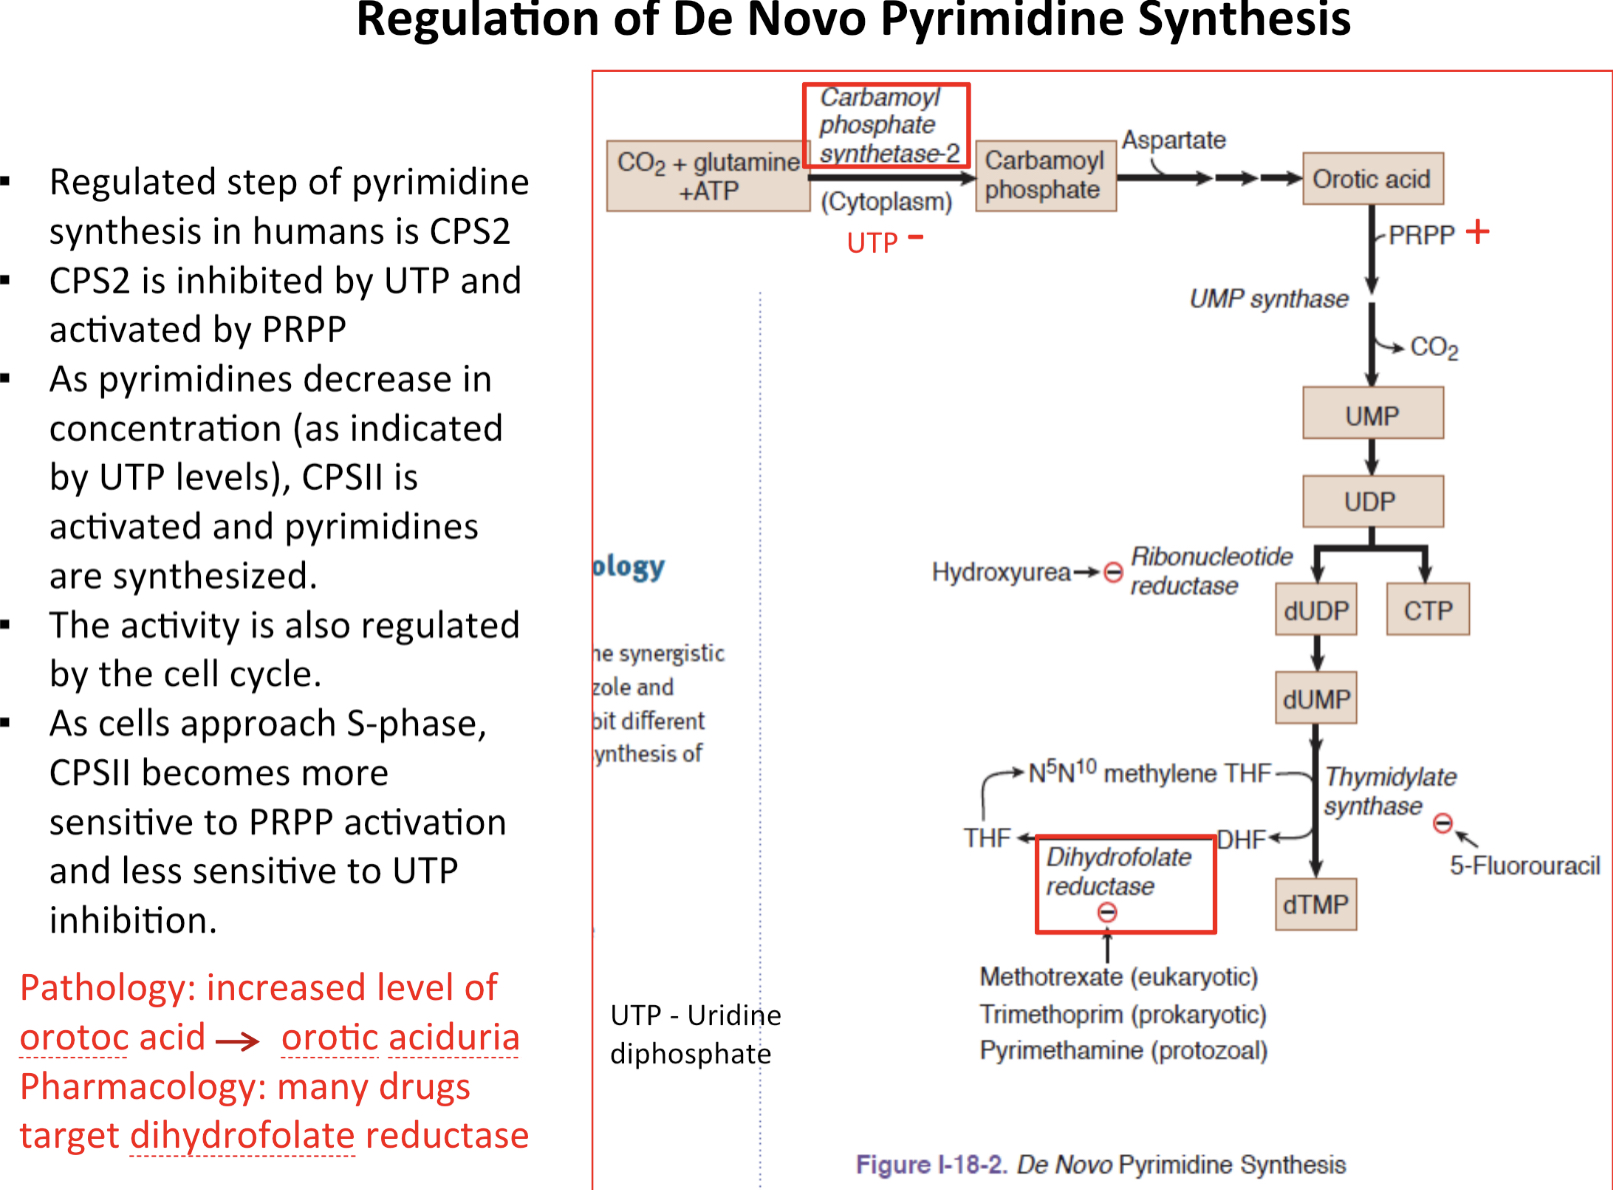 Regulation of De Novo Pyrimidine Synthesis
▪ Regulated step of pyrimidine
synthesis in humans is CPS2
▪ CPS2 is inhibited by UTP and
activated by PRPP
▪ As pyrimidines decrease in
concentration (as indicated
by UTP levels), CPSII is
activated and pyrimidines
are synthesized.
▪ The activity is also regulated
by the cell cycle.
▪ As cells approach S-phase,
CPSII becomes more
sensitive to PRPP activation
and less sensitive to UTP
inhibition.
Pathology: increased level of
orotoc acid → orotic aciduria
Pharmacology: many drugs
target dihydrofolate reductase
Carbamoyl
phosphate
synthetase-2
CO₂ + glutamine
+ATP
(Cytoplasm)
UTP −
Carbamoyl
phosphate
Aspartate
Orotic acid
PRPP +
UMP synthase
CO₂
UMP
UDP
Hydroxyurea → ⊖
Ribonucleotide
reductase
dUDP
CTP
dUMP
N⁵N¹⁰ methylene THF
Thymidylate
synthase
⊖
5-Fluorouracil
THF
DHF
Dihydrofolate
reductase
⊖
dTMP
Methotrexate (eukaryotic)
Trimethoprim (prokaryotic)
Pyrimethamine (protozoal)
ology
he synergistic
zole and
bit different
ynthesis of
UTP - Uridine
diphosphate
Figure I-18-2. De Novo Pyrimidine Synthesis